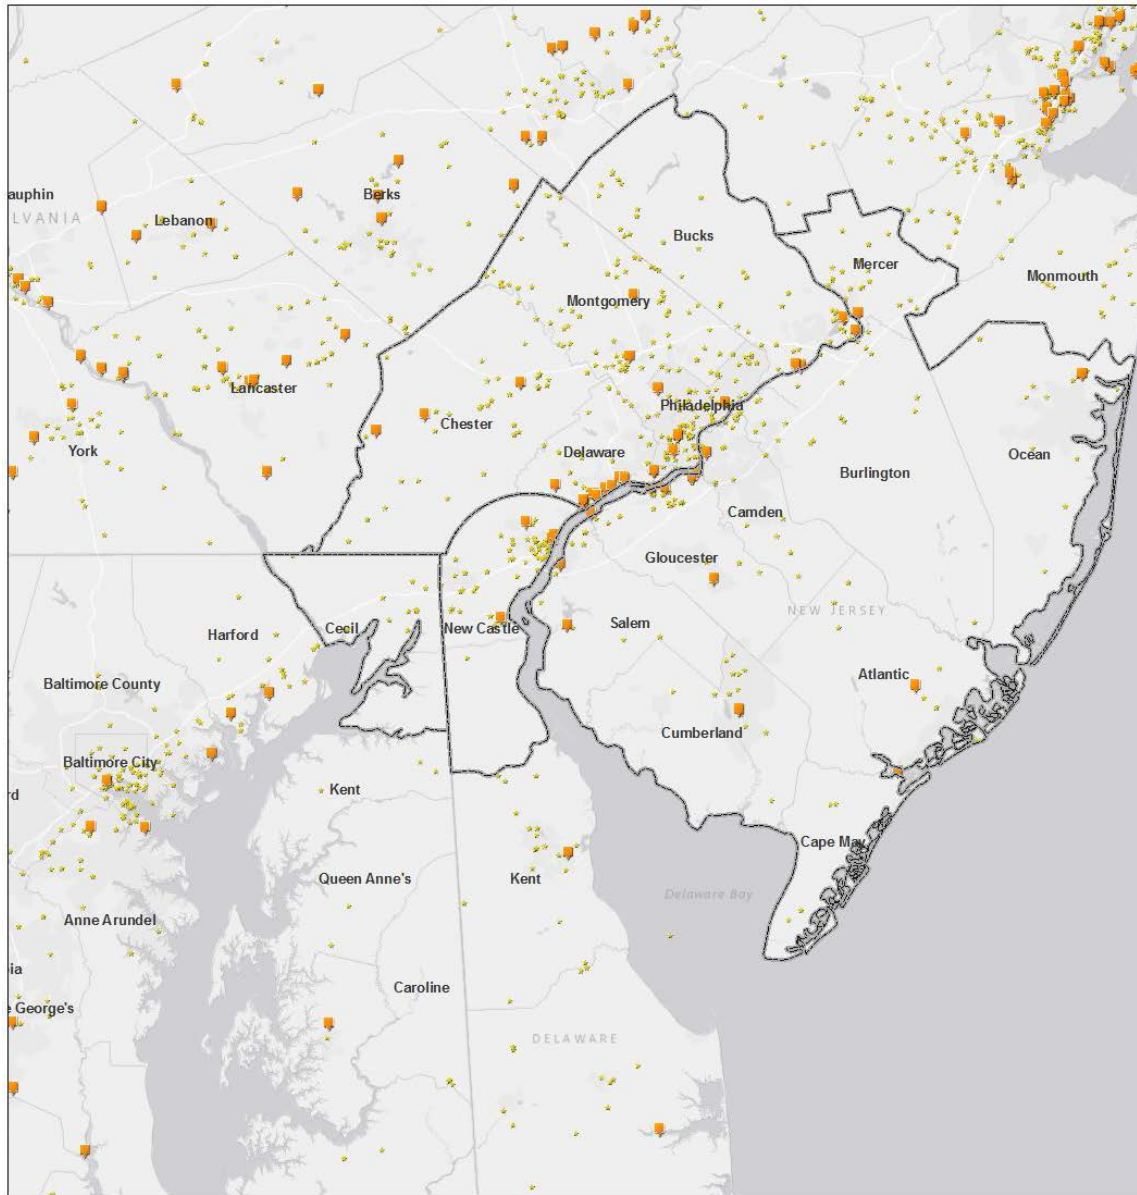 auphin
LVANIA
Lebanon
Berks
Bucks
Mercer
Monmouth
Montgomery
Lancaster
Philadelphia
Chester
York
Delaware
Ocean
Burlington
Camden
Gloucester
NEW JERSEY
Harford
Cecil
New Castle
Salem
Baltimore County
Atlantic
Cumberland
Baltimore City
rd
Kent
Cape May
Queen Anne's
Kent
Delaware Bay
Anne Arundel
ia
Caroline
e George's
DELAWARE